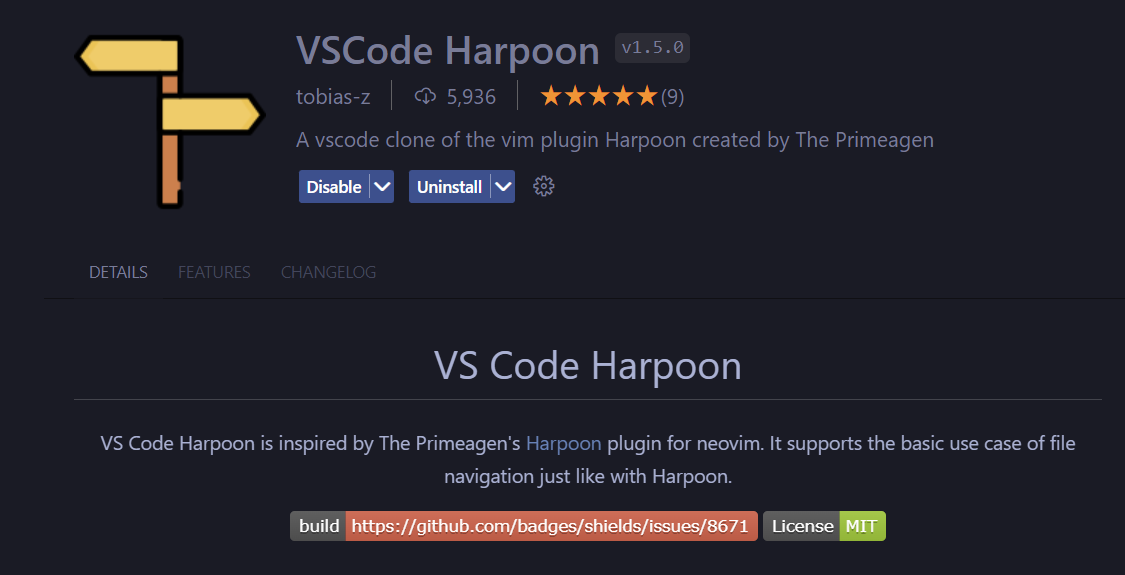 VSCode Harpoon v1.5.0
tobias-z 5,936 ★★★★★(9)
A vscode clone of the vim plugin Harpoon created by The Primeagen
Disable Uninstall
DETAILS FEATURES CHANGELOG
VS Code Harpoon
VS Code Harpoon is inspired by The Primeagen's Harpoon plugin for neovim. It supports the basic use case of file
navigation just like with Harpoon.
build https://github.com/badges/shields/issues/8671 License MIT